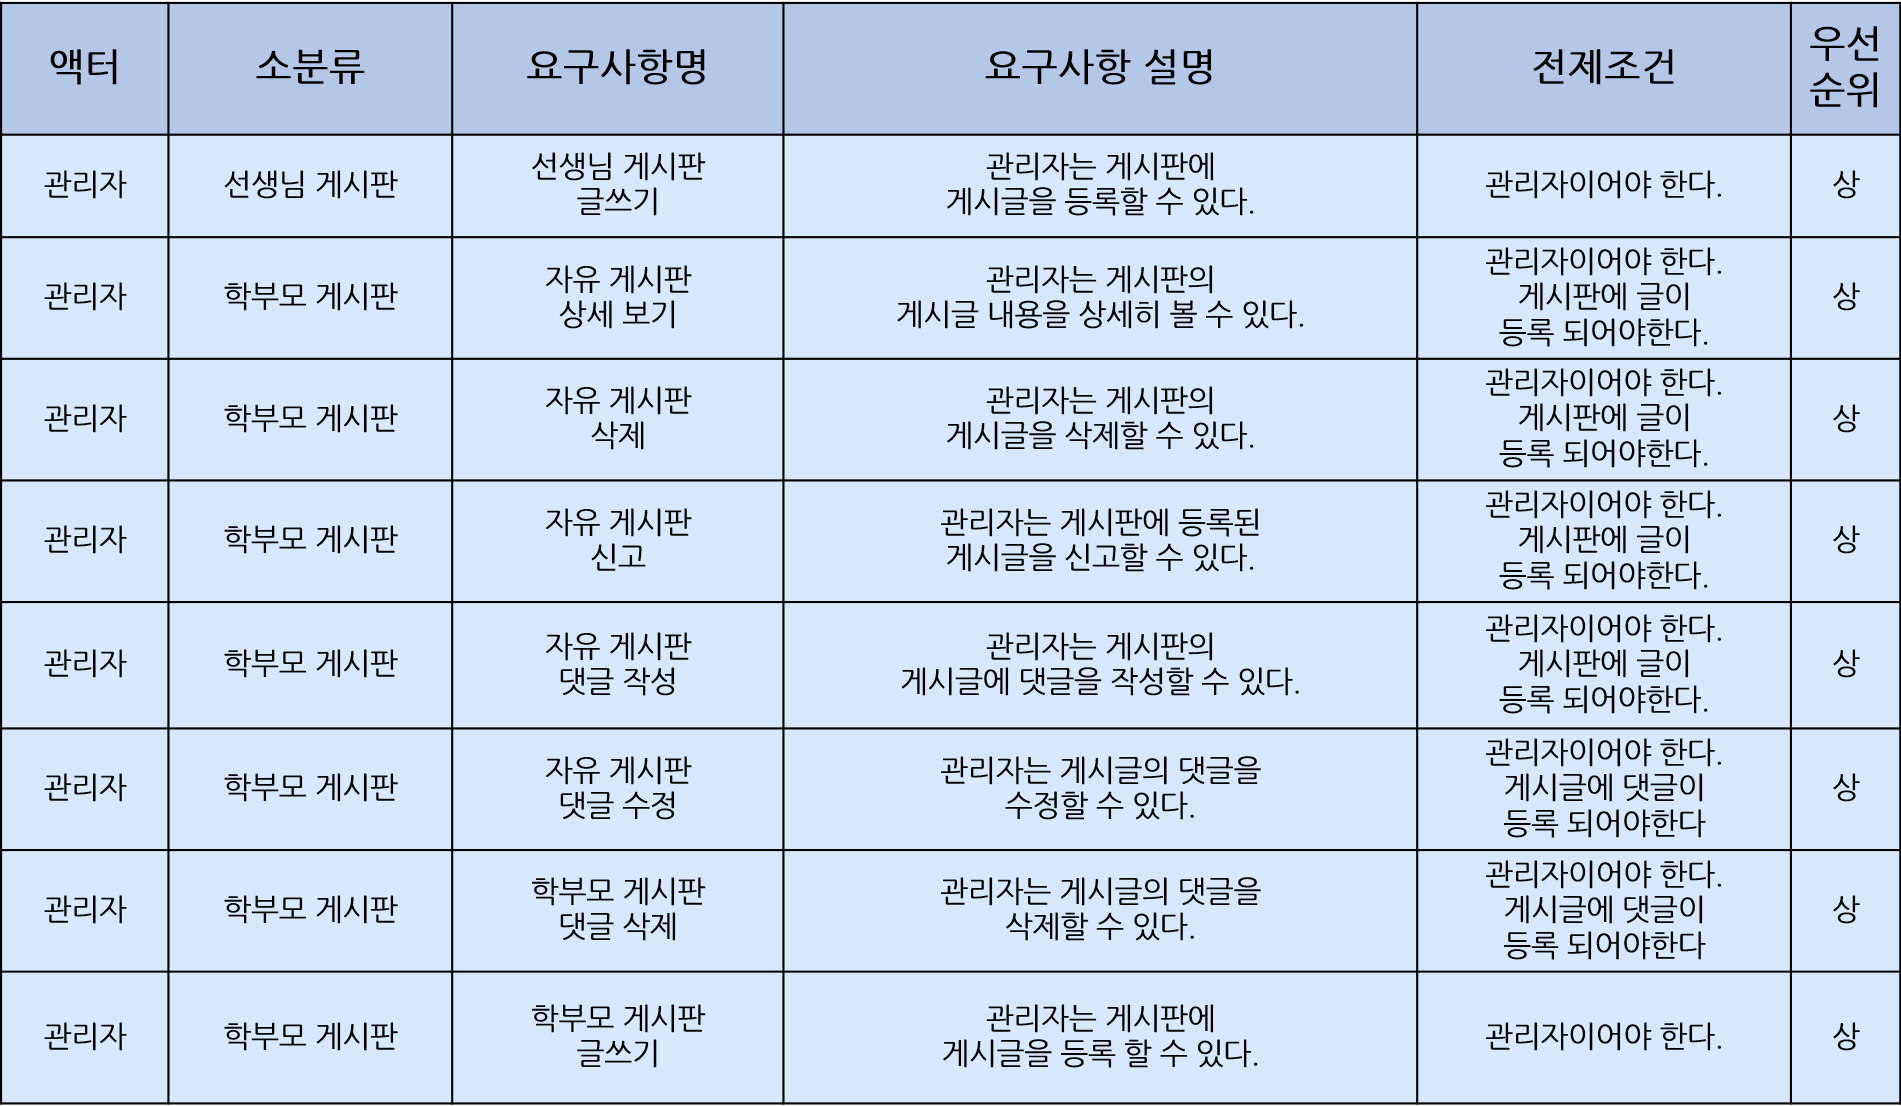 액터
소분류
요구사항명
요구사항 설명
전제조건
우선
순위
관리자
선생님 게시판
선생님 게시판
글쓰기
관리자는 게시판에
게시글을 등록할 수 있다.
관리자이어야 한다.
상
관리자
학부모 게시판
자유 게시판
상세 보기
관리자는 게시판의
게시글 내용을 상세히 볼 수 있다.
관리자이어야 한다.
게시판에 글이
등록 되어야한다.
상
관리자
학부모 게시판
자유 게시판
삭제
관리자는 게시판의
게시글을 삭제할 수 있다.
관리자이어야 한다.
게시판에 글이
등록 되어야한다.
상
관리자
학부모 게시판
자유 게시판
신고
관리자는 게시판에 등록된
게시글을 신고할 수 있다.
관리자이어야 한다.
게시판에 글이
등록 되어야한다.
상
관리자
학부모 게시판
자유 게시판
댓글 작성
관리자는 게시판의
게시글에 댓글을 작성할 수 있다.
관리자이어야 한다.
게시판에 글이
등록 되어야한다.
상
관리자
학부모 게시판
자유 게시판
댓글 수정
관리자는 게시글의 댓글을
수정할 수 있다.
관리자이어야 한다.
게시글에 댓글이
등록 되어야한다
상
관리자
학부모 게시판
학부모 게시판
댓글 삭제
관리자는 게시글의 댓글을
삭제할 수 있다.
관리자이어야 한다.
게시글에 댓글이
등록 되어야한다
상
관리자
학부모 게시판
학부모 게시판
글쓰기
관리자는 게시판에
게시글을 등록 할 수 있다.
관리자이어야 한다.
상